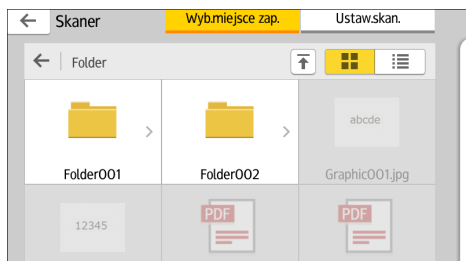 Skaner
Wyb.miejsce zap.
Ustaw.skan.
Folder
abcde
Folder001
Folder002
Graphic001.jpg
12345
PDF
PDF